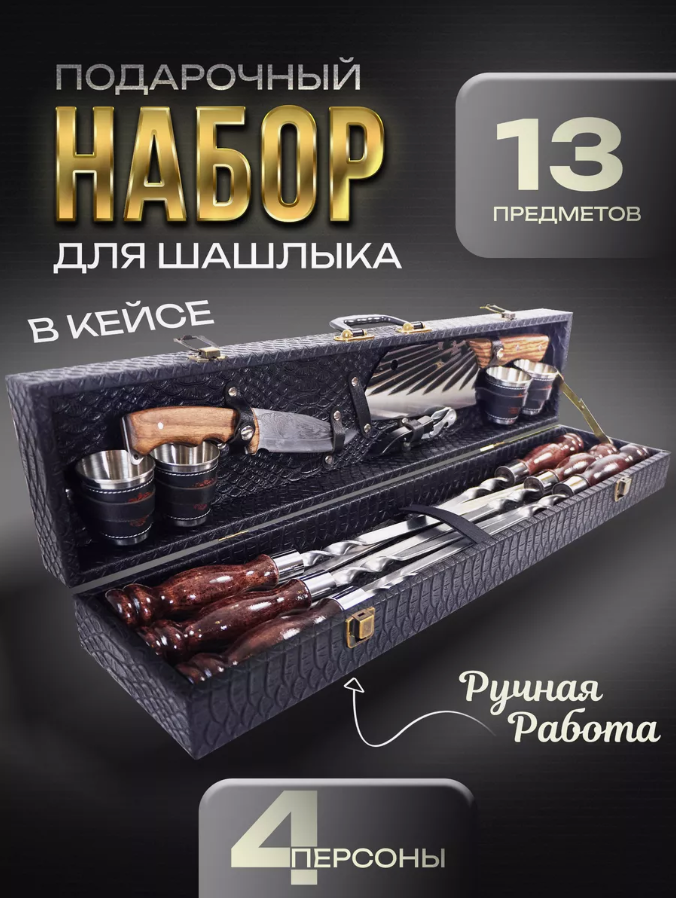 ПОДАРОЧНЫЙ
НАБОР
ДЛЯ ШАШЛЫКА
13
ПРЕДМЕТОВ
В КЕЙСЕ
Ручная
Работа
4
ПЕРСОНЫ